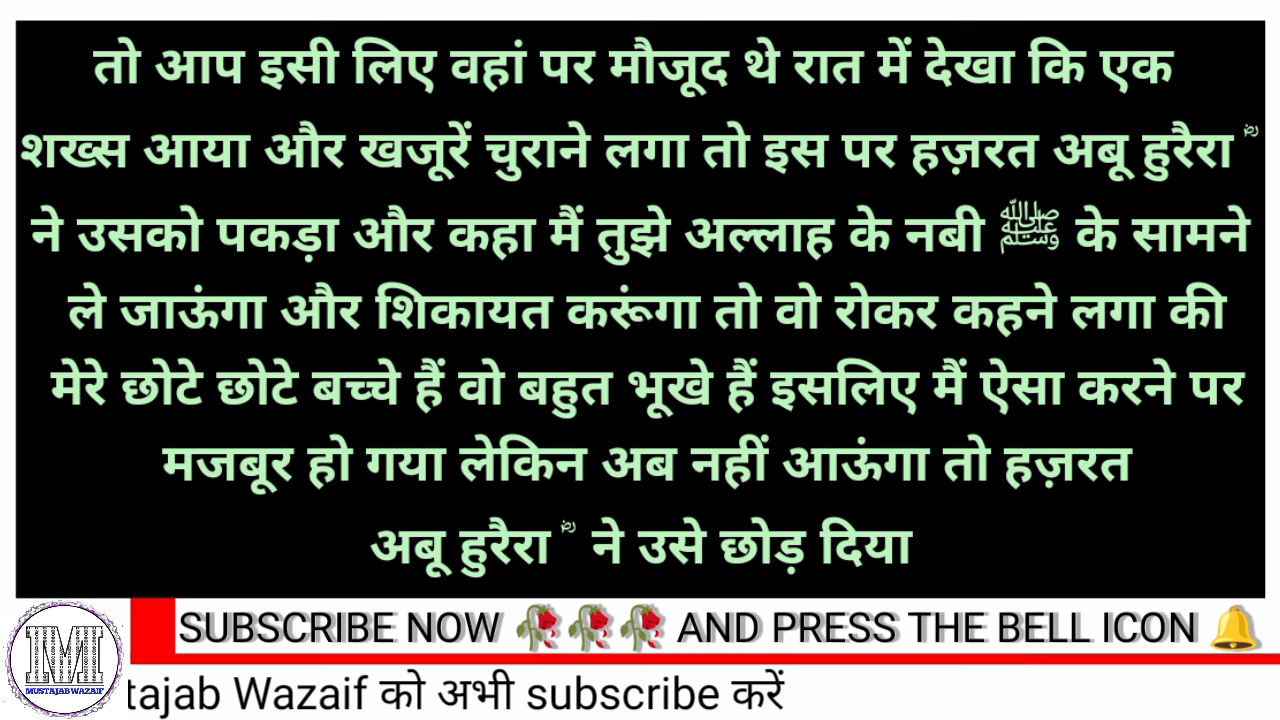 तो आप इसी लिए वहां पर मौजूद थे रात में देखा कि एक
शख्स आया और खजूरें चुराने लगा तो इस पर हज़रत अबू हुरैरा ؓ
ने उसको पकड़ा और कहा मैं तुझे अल्लाह के नबी ﷺ के सामने
ले जाऊंगा और शिकायत करूंगा तो वो रोकर कहने लगा की
मेरे छोटे छोटे बच्चे हैं वो बहुत भूखे हैं इसलिए मैं ऐसा करने पर
मजबूर हो गया लेकिन अब नहीं आऊंगा तो हज़रत
अबू हुरैरा ؓ ने उसे छोड़ दिया
SUBSCRIBE NOW 🥀🥀🥀 AND PRESS THE BELL ICON 🔔
MUSTAJAB WAZAIF
tajab Wazaif को अभी subscribe करें